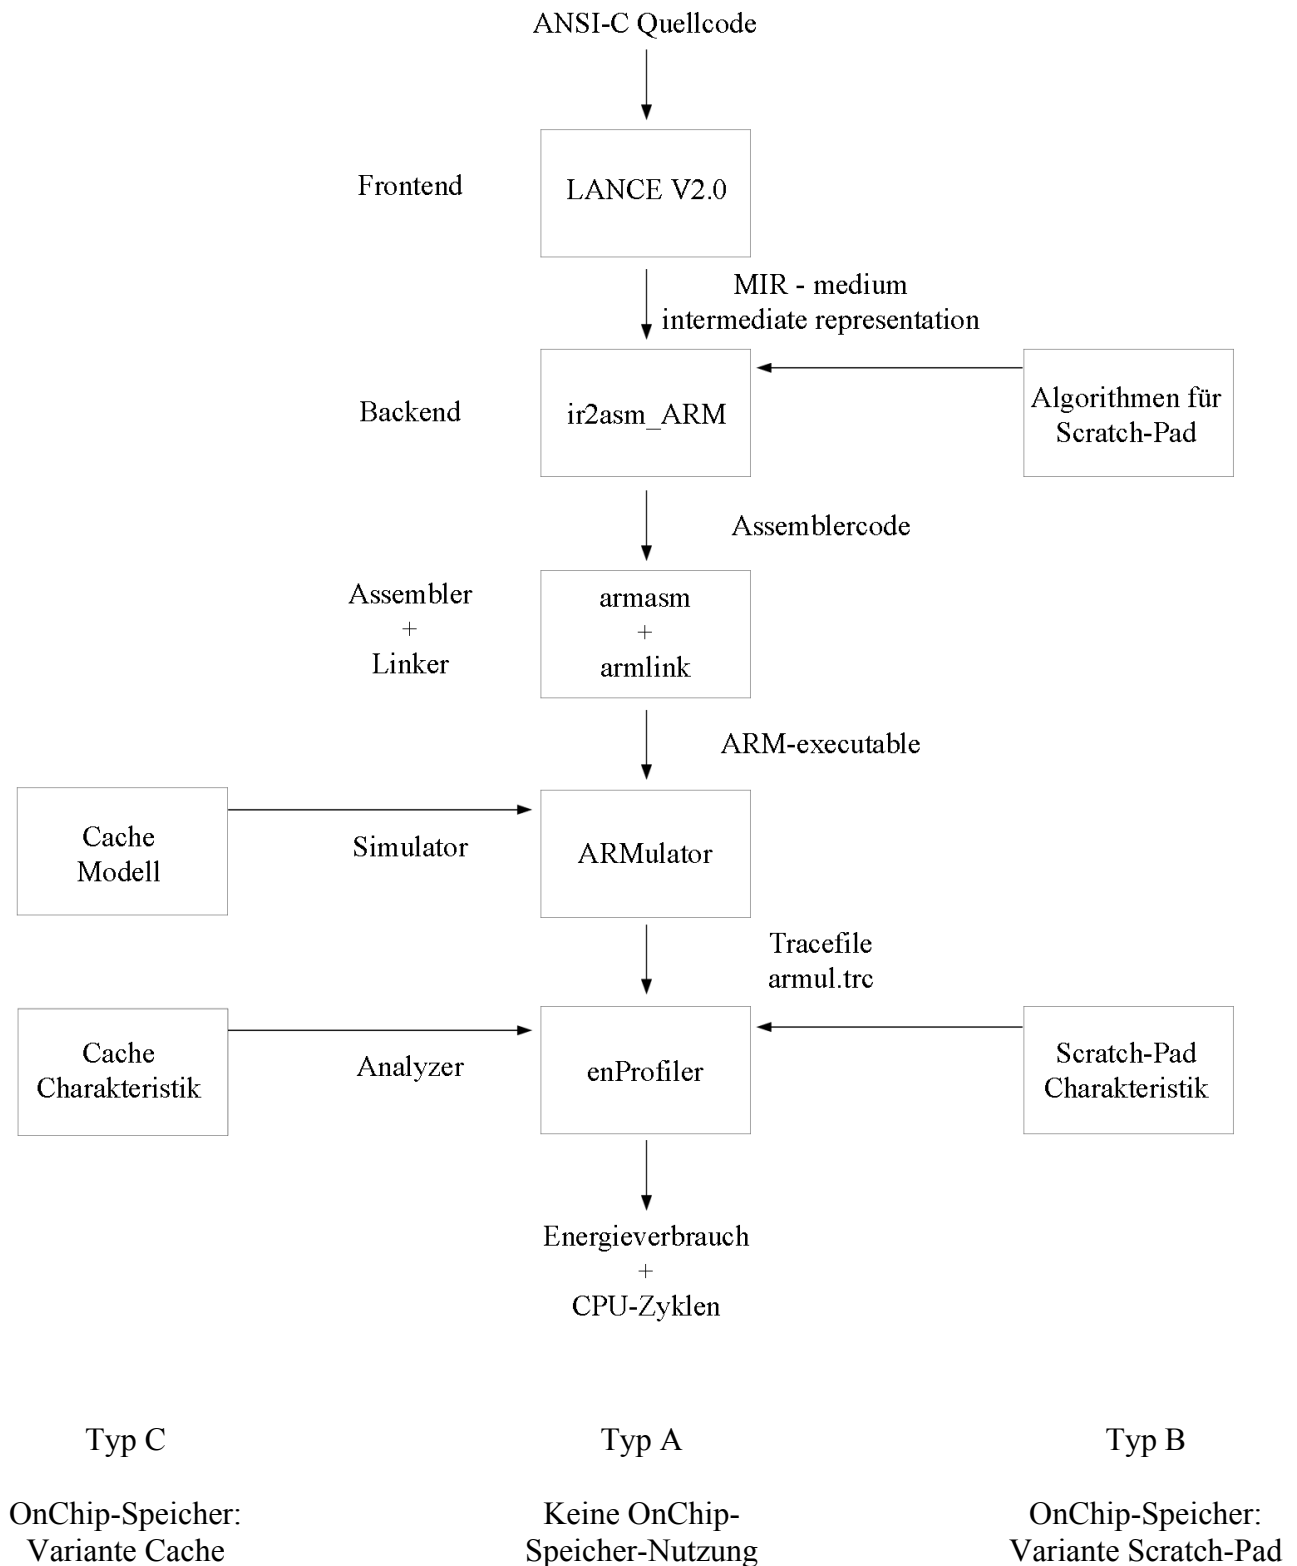 ANSI-C Quellcode
Frontend
LANCE V2.0
MIR - medium
intermediate representation
Backend
ir2asm_ARM
Algorithmen für
Scratch-Pad
Assemblercode
Assembler
+
Linker
armasm
+
armlink
ARM-executable
Cache
Modell
Simulator
ARMulator
Tracefile
armul.trc
Cache
Charakteristik
Analyzer
enProfiler
Scratch-Pad
Charakteristik
Energieverbrauch
+
CPU-Zyklen
Typ C
Typ A
Typ B
OnChip-Speicher:
Variante Cache
Keine OnChip-
Speicher-Nutzung
OnChip-Speicher:
Variante Scratch-Pad